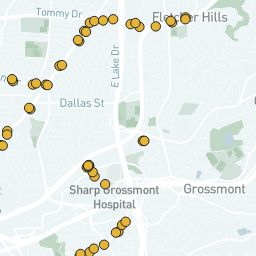 Tommy Dr
Fletcher Hills
E Lake Dr
Dallas St
Sharp Grossmont
Hospital
Grossmont